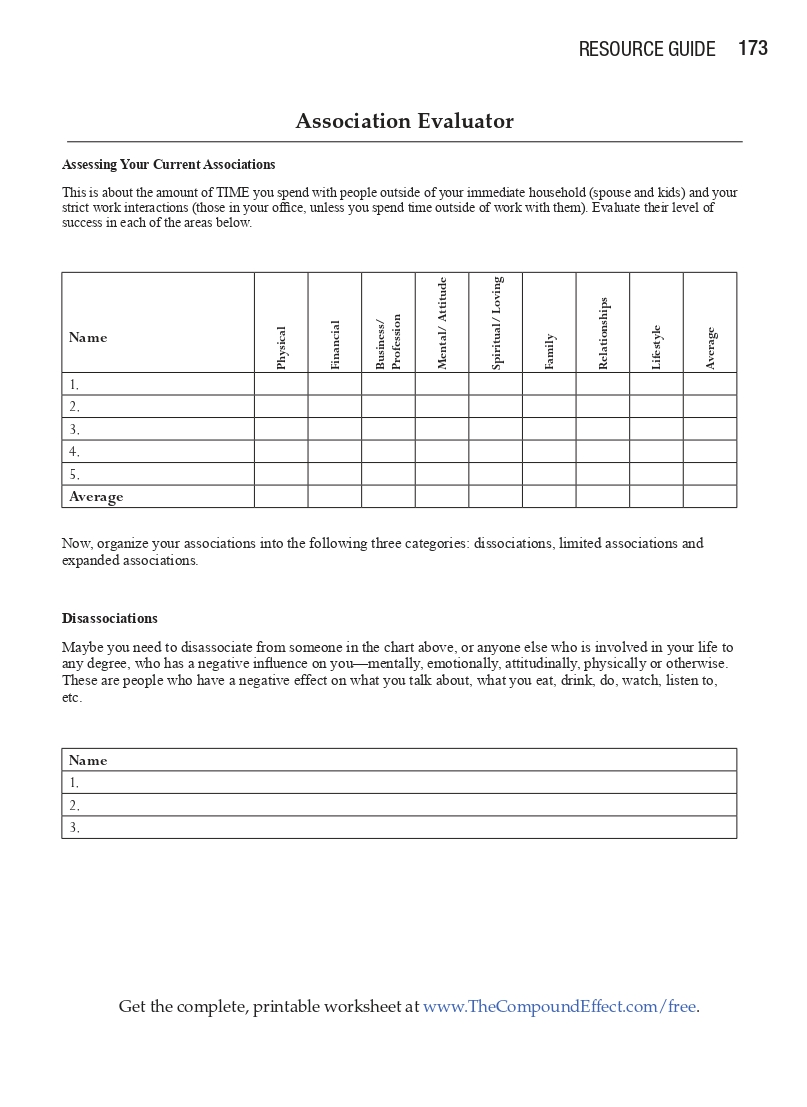 RESOURCE GUIDE 173
Association Evaluator
Assessing Your Current Associations
This is about the amount of TIME you spend with people outside of your immediate household (spouse and kids) and your
strict work interactions (those in your office, unless you spend time outside of work with them). Evaluate their level of
success in each of the areas below.
Name
Physical
Financial
Business/
Profession
Mental/ Attitude
Spiritual/ Loving
Family
Relationships
Lifestyle
Average
1.
2.
3.
4.
5.
Average
Now, organize your associations into the following three categories: dissociations, limited associations and
expanded associations.
Disassociations
Maybe you need to disassociate from someone in the chart above, or anyone else who is involved in your life to
any degree, who has a negative influence on you—mentally, emotionally, attitudinally, physically or otherwise.
These are people who have a negative effect on what you talk about, what you eat, drink, do, watch, listen to,
etc.
Name
1.
2.
3.
Get the complete, printable worksheet at www.TheCompoundEffect.com/free.